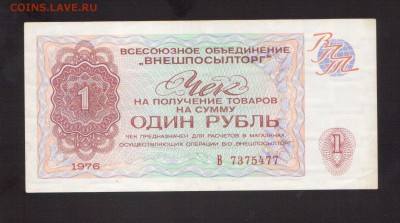 COINS.LAVE.RU
ВСЕСОЮЗНОЕ ОБЪЕДИНЕНИЕ
"ВНЕШПОСЫЛТОРГ"
ВПТ
Чек
НА ПОЛУЧЕНИЕ ТОВАРОВ
НА СУММУ
ОДИН РУБЛЬ
1
ЧЕК ПРЕДНАЗНАЧЕН ДЛЯ РАСЧЕТОВ В МАГАЗИНАХ,
ОСУЩЕСТВЛЯЮЩИХ ОПЕРАЦИИ В/О „ВНЕШПОСЫЛТОРГ"
1
1976
В 7375477